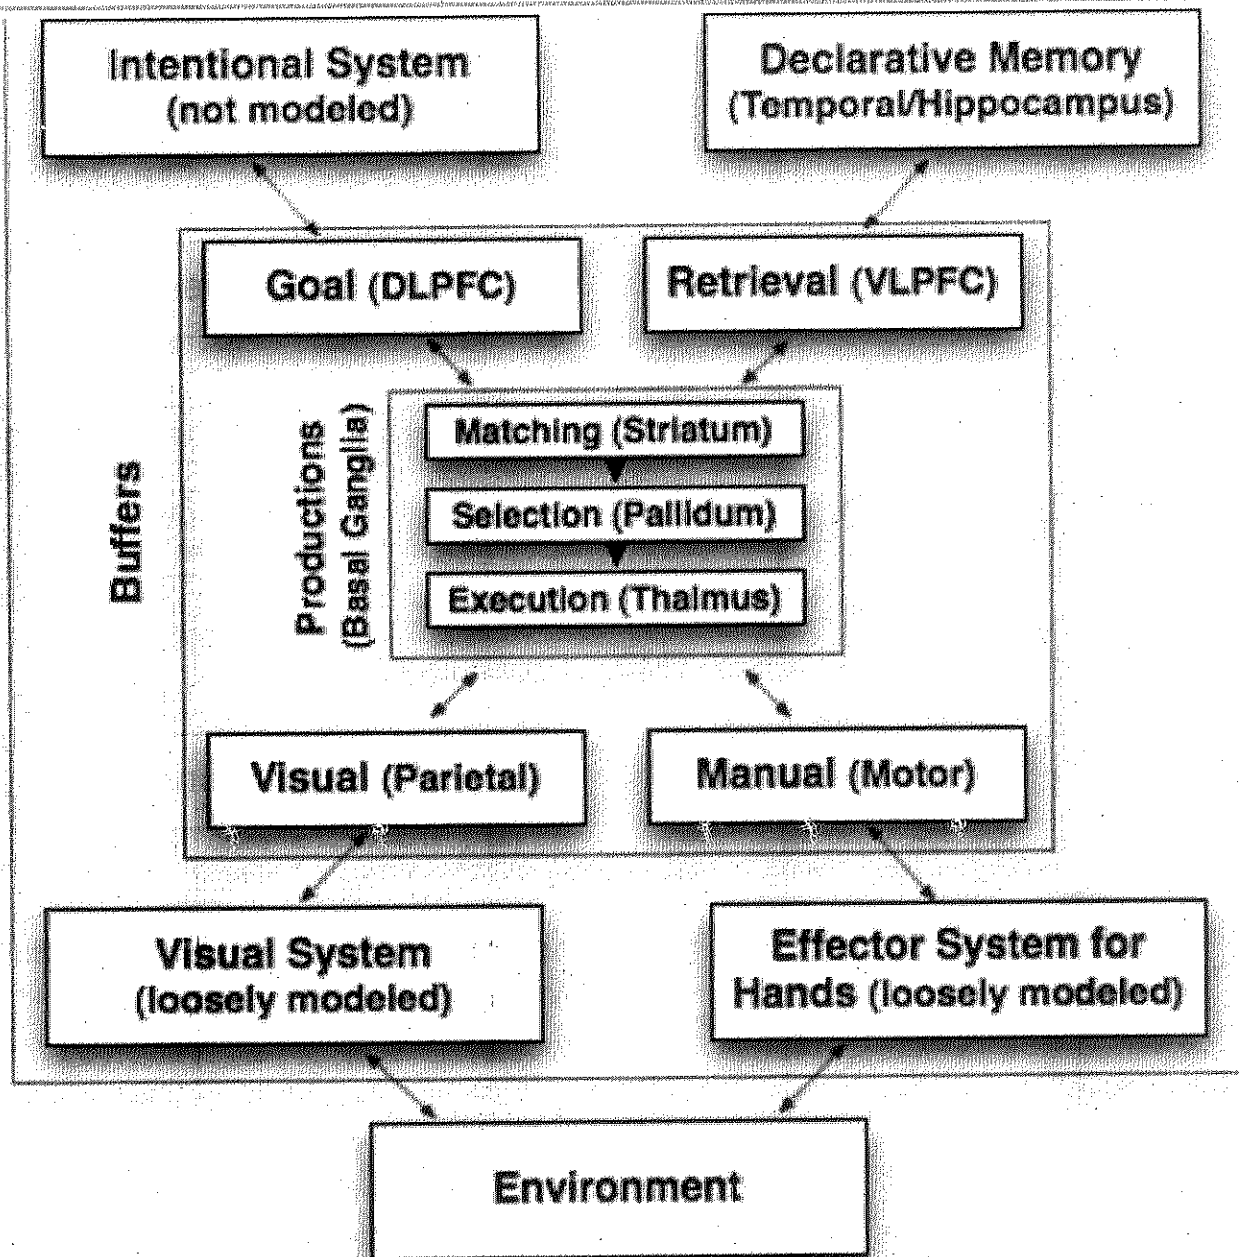 Intentional System
(not modeled)
Declarative Memory
(Temporal/Hippocampus)
Goal (DLPFC)
Retrieval (VLPFC)
Buffers
Productions
(Basal Ganglia)
Matching (Striatum)
Selection (Pallidum)
Execution (Thalmus)
Visual (Parietal)
Manual (Motor)
Visual System
(loosely modeled)
Effector System for
Hands (loosely modeled)
Environment